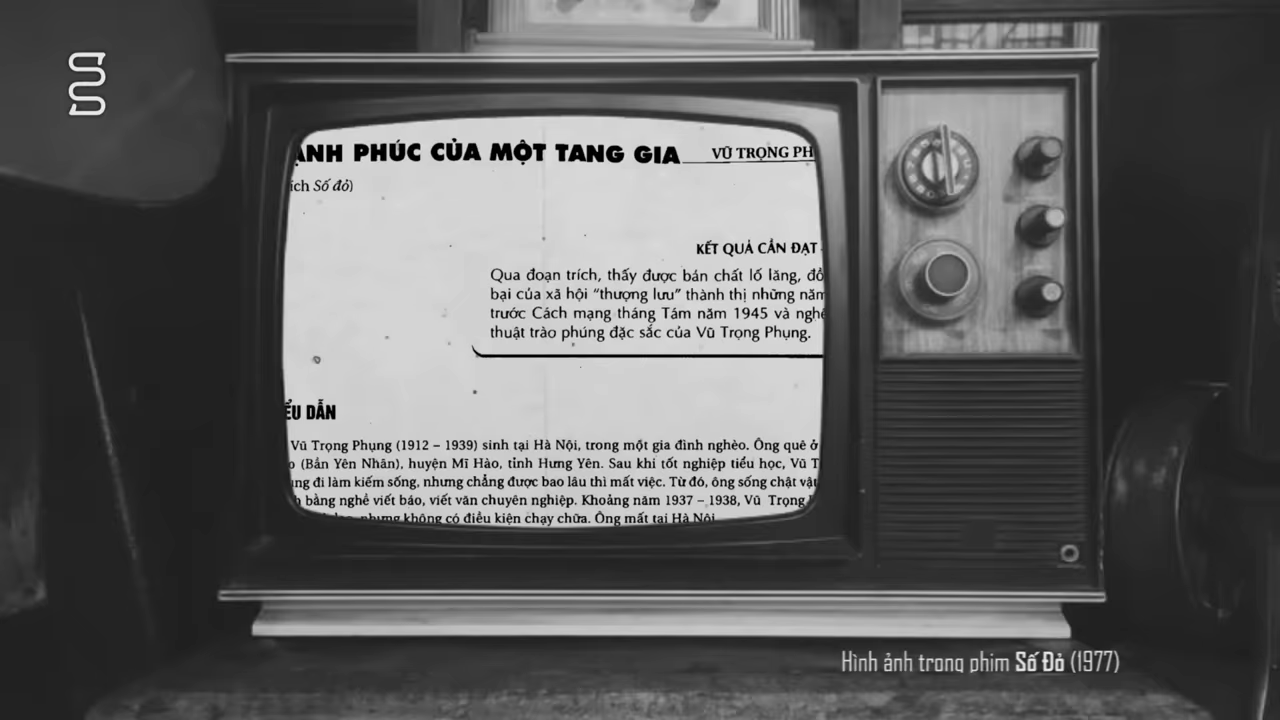 ẠNH PHÚC CỦA MỘT TANG GIA
VŨ TRỌNG PH
ích Số đỏ)
KẾT QUẢ CẦN ĐẠT
Qua đoạn trích, thấy được bản chất lố lăng, đồ
bại của xã hội “thượng lưu” thành thị những năm
trước Cách mạng tháng Tám năm 1945 và nghệ
thuật trào phúng đặc sắc của Vũ Trọng Phụng.
ỂU DẪN
Vũ Trọng Phụng (1912 – 1939) sinh tại Hà Nội, trong một gia đình nghèo. Ông quê ở
(Bần Yên Nhân), huyện Mĩ Hào, tỉnh Hưng Yên. Sau khi tốt nghiệp tiểu học, Vũ T
ng đi làm kiếm sống, nhưng chẳng được bao lâu thì mất việc. Từ đó, ông sống chật vật
bằng nghề viết báo, viết văn chuyên nghiệp. Khoảng năm 1937 – 1938, Vũ Trọng
nhưng không có điều kiện chạy chữa. Ông mất tại Hà Nội
Hình ảnh trong phim Số Đỏ (1977)